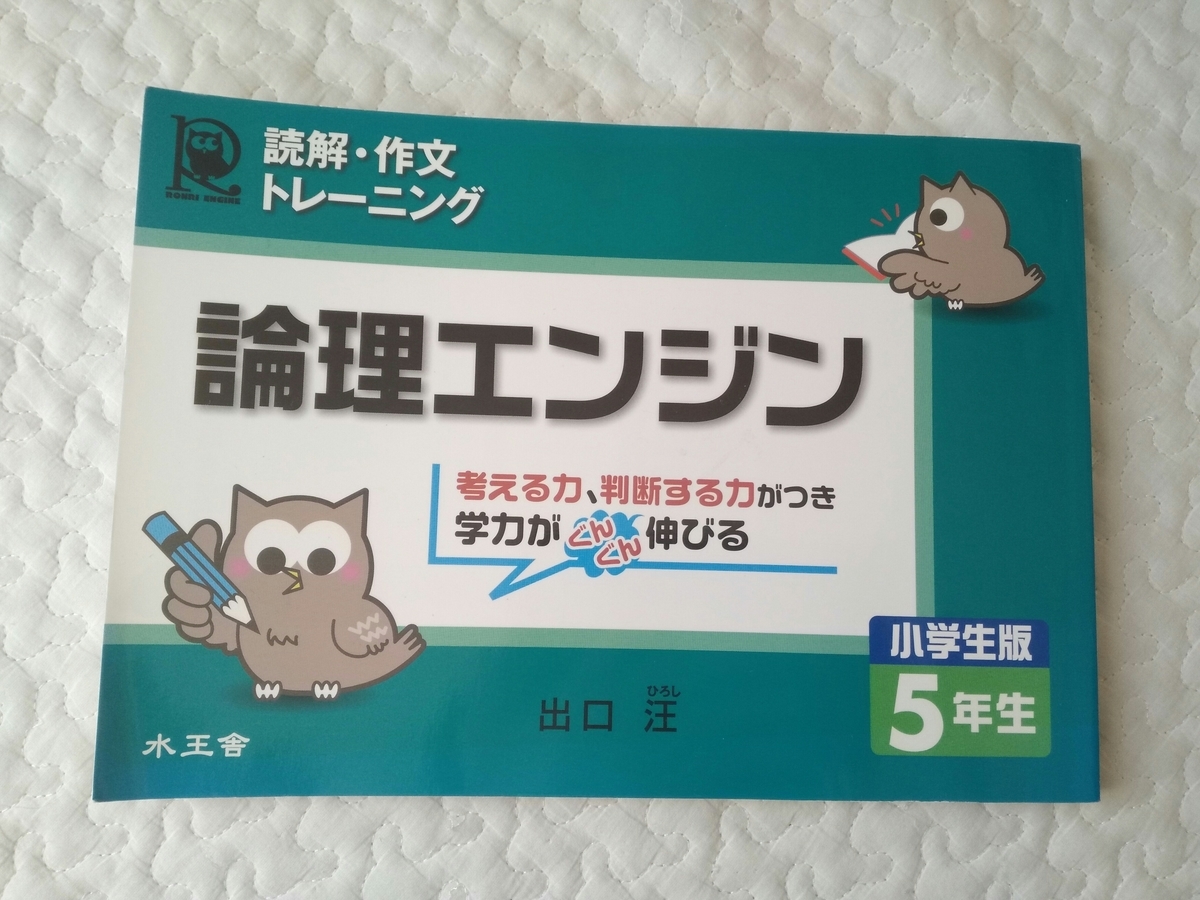 RONRI ENGINE
読解・作文
トレーニング
論理エンジン
考える力、判断する力がつき
学力がぐんぐん伸びる
小学生版
5年生
ひろし
出口 汪
水王舎